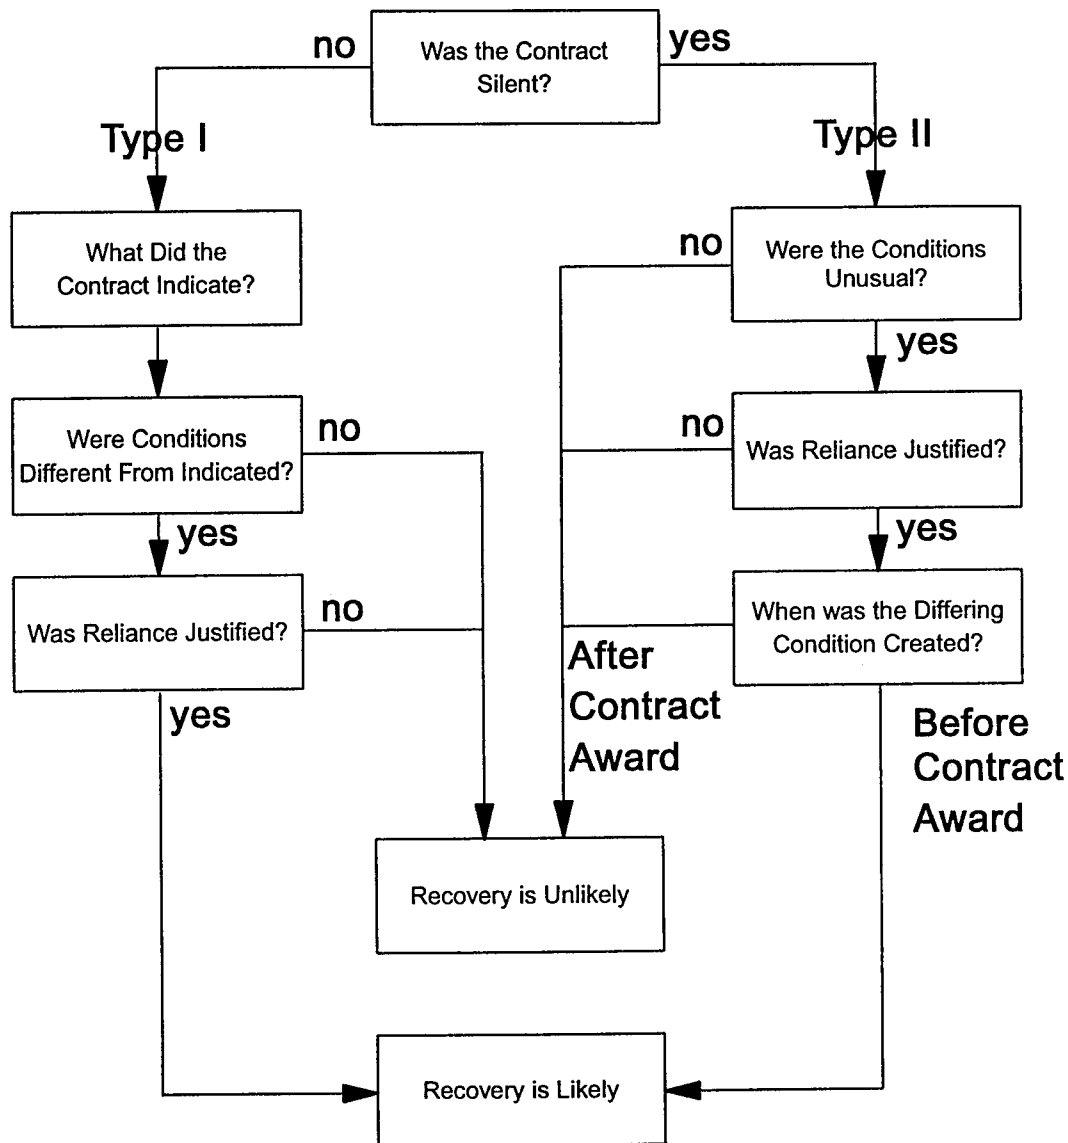 Was the Contract
Silent?
no
yes
Type I
Type II
What Did the
Contract Indicate?
no
Were the Conditions
Unusual?
yes
Were Conditions
Different From Indicated?
no
no
Was Reliance Justified?
yes
yes
Was Reliance Justified?
no
When was the Differing
Condition Created?
yes
After
Contract
Award
Before
Contract
Award
Recovery is Unlikely
Recovery is Likely